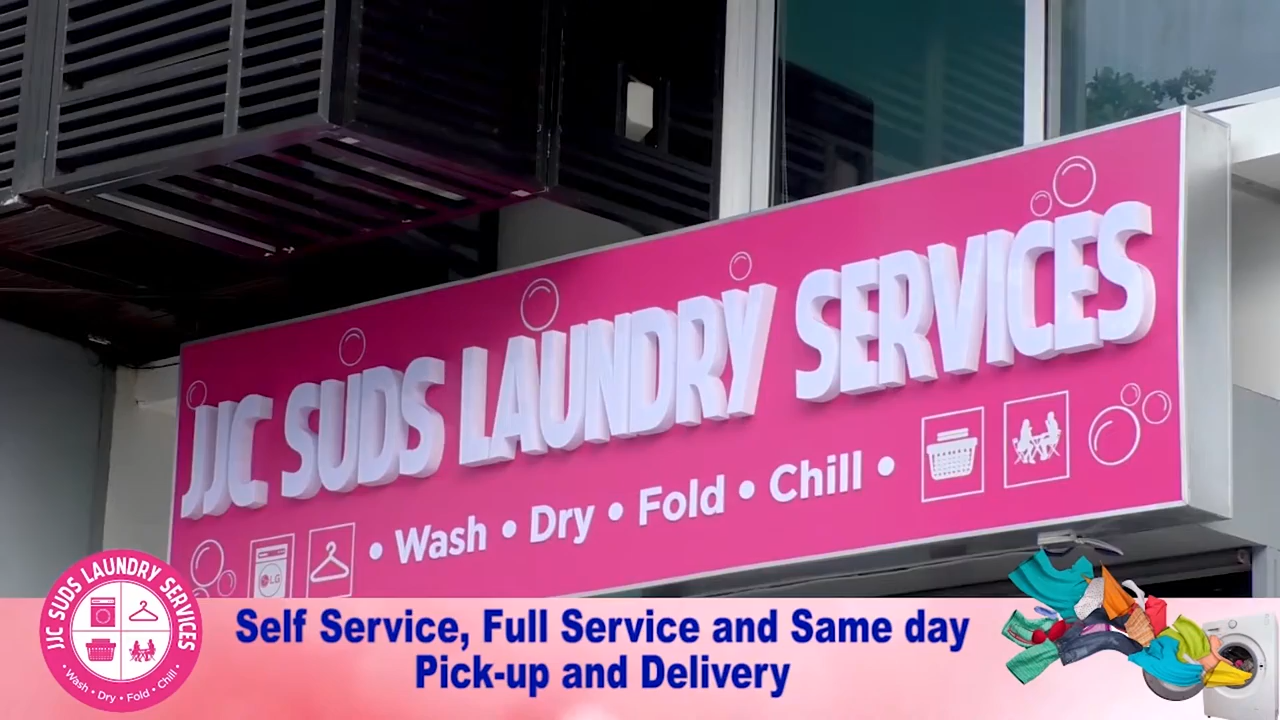 JJC SUDS LAUNDRY SERVICES
• Wash • Dry • Fold • Chill •
LG
JJC SUDS LAUNDRY SERVICES
• Wash • Dry • Fold • Chill •
Self Service, Full Service and Same day
Pick-up and Delivery